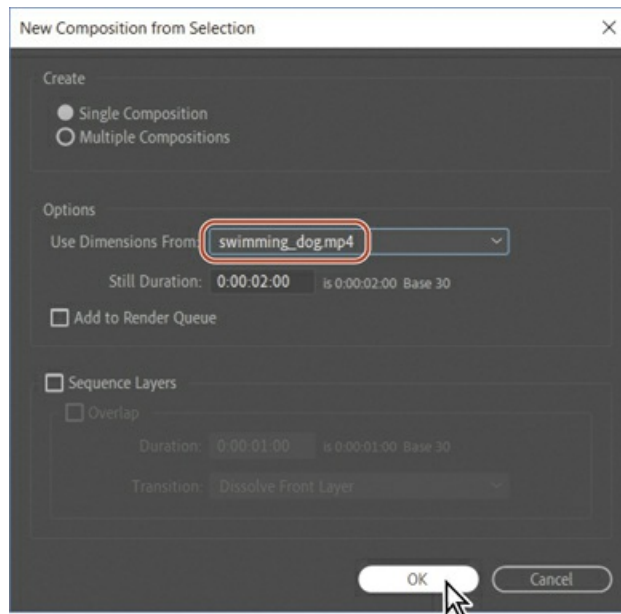 New Composition from Selection
Create
Single Composition
Multiple Compositions
Options
Use Dimensions From: swimming_dog.mp4
Still Duration: 0:00:02:00 is 0:00:02:00 Base 30
Add to Render Queue
Sequence Layers
Overlap
Duration: 0:00:01:00 is 0:00:01:00 Base 30
Transition: Dissolve Front Layer
OK Cancel